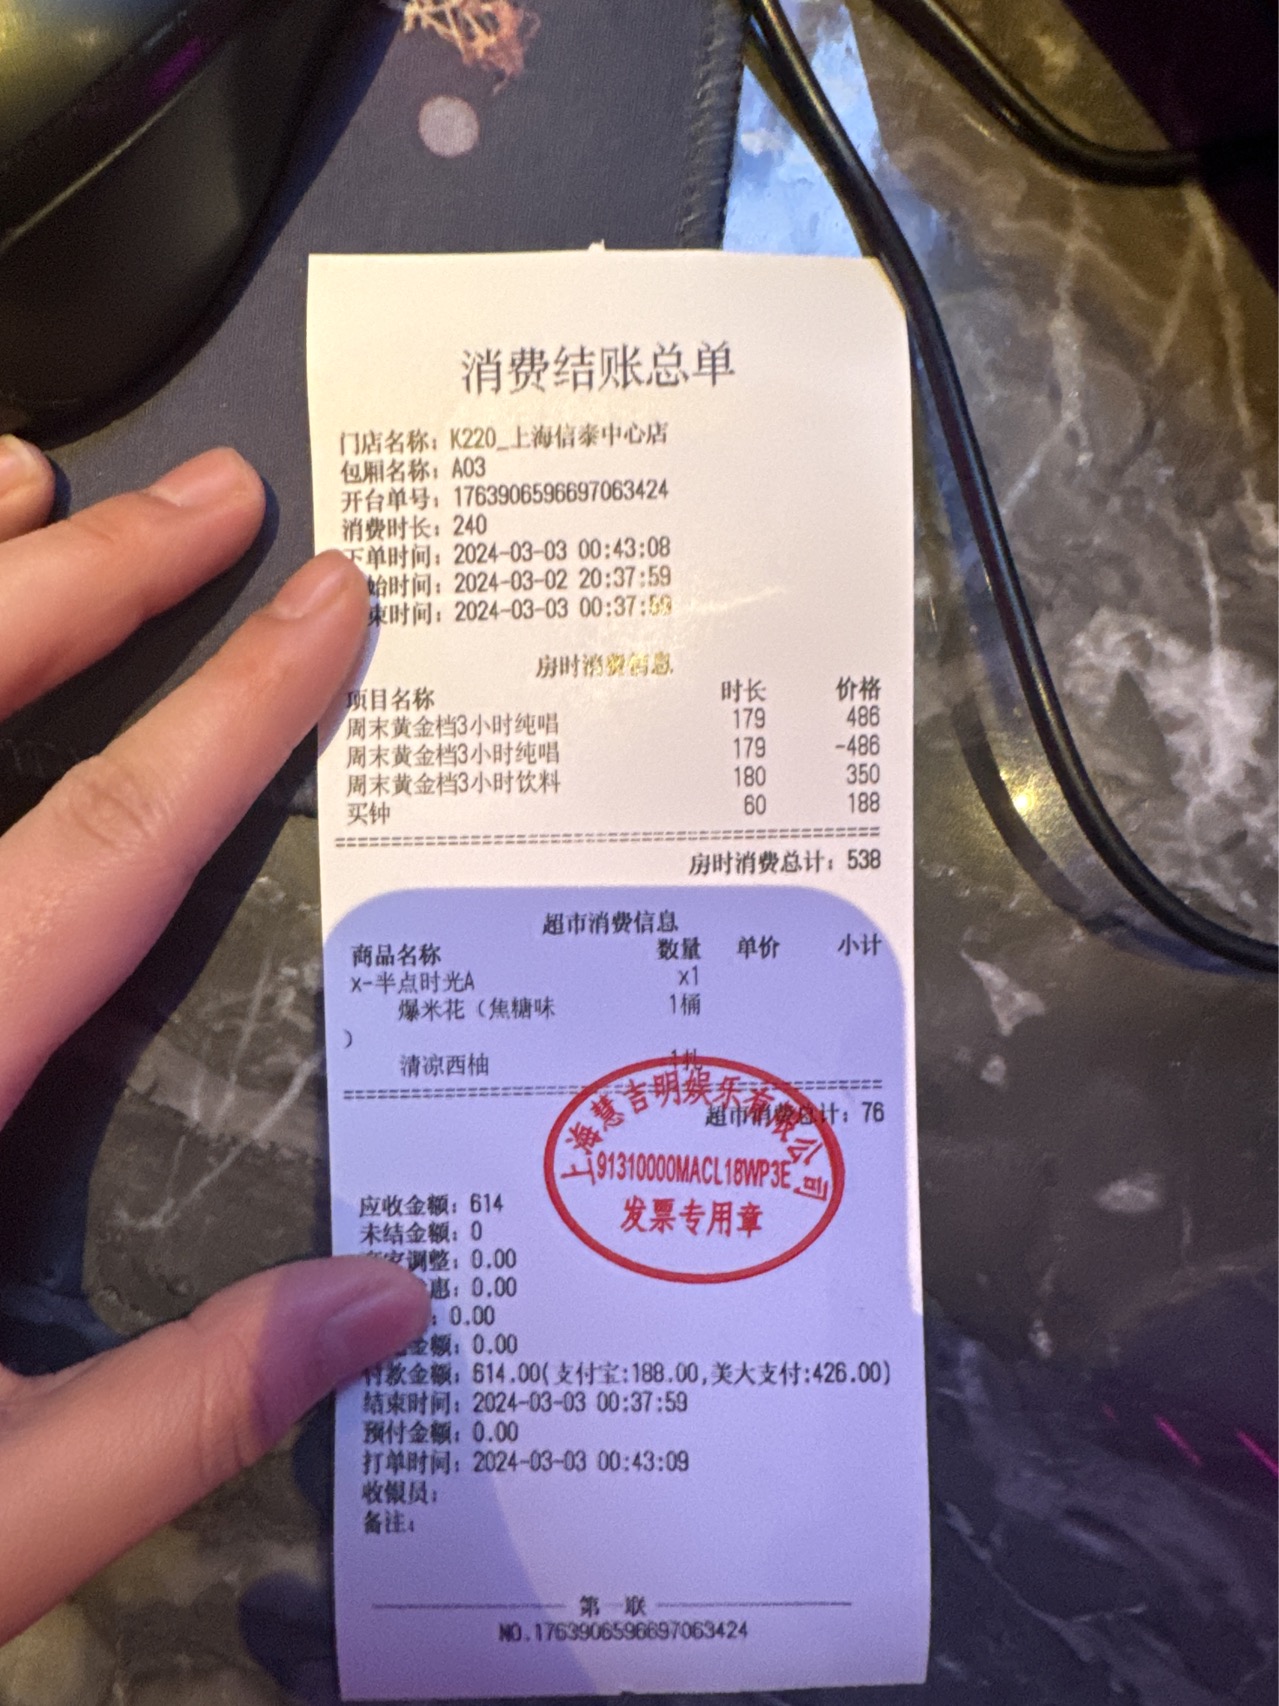 消费结账总单
门店名称：K220_上海信泰中心店
包厢名称：A03
开台单号：1763906596697063424
消费时长：240
下单时间：2024-03-03 00:43:08
始时间：2024-03-02 20:37:59
束时间：2024-03-03 00:37:59
房时消费信息
项目名称 时长 价格
周末黄金档3小时纯唱 179 486
周末黄金档3小时纯唱 179 -486
周末黄金档3小时饮料 180 350
买钟 60 188
房时消费总计：538
超市消费信息
商品名称 数量 单价 小计
x-半点时光A x1
爆米花（焦糖味 1桶
）
清凉西柚 1扎
超市消费总计：76
上海慧吉明娱乐有限公司
91310000MACL18WP3E
发票专用章
应收金额：614
未结金额：0
商家调整：0.00
惠：0.00
：0.00
金额：0.00
付款金额：614.00(支付宝:188.00,美大支付:426.00)
结束时间：2024-03-03 00:37:59
预付金额：0.00
打单时间：2024-03-03 00:43:09
收银员：
备注：
第一联
NO.1763906596697063424